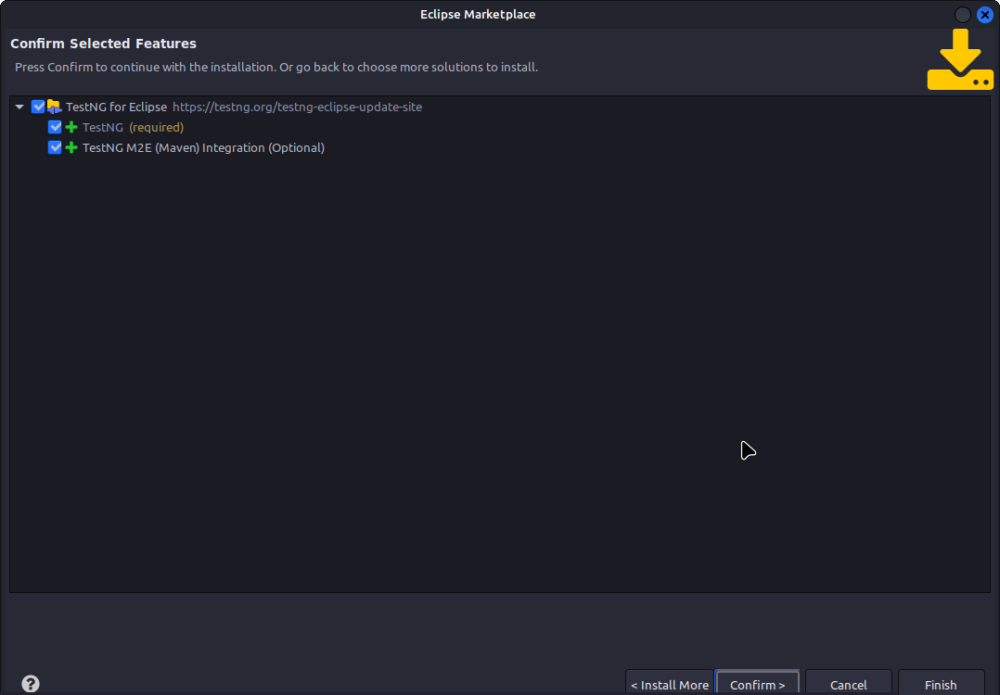 Eclipse Marketplace
Confirm Selected Features
Press Confirm to continue with the installation. Or go back to choose more solutions to install.
TestNG for Eclipse https://testng.org/testng-eclipse-update-site
TestNG (required)
TestNG M2E (Maven) Integration (Optional)
? < Install More Confirm > Cancel Finish